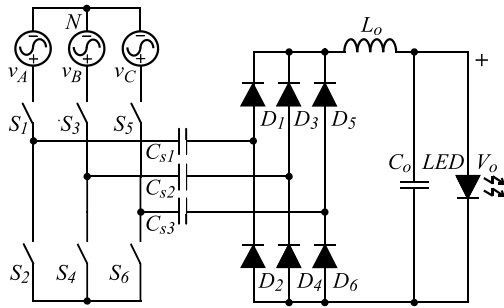 N
v_A v_B v_C
L_o
+
S_1 S_3 S_5
D_1 D_3 D_5
C_s1
C_s2
C_s3
C_o LED V_o
S_2 S_4 S_6
D_2 D_4 D_6